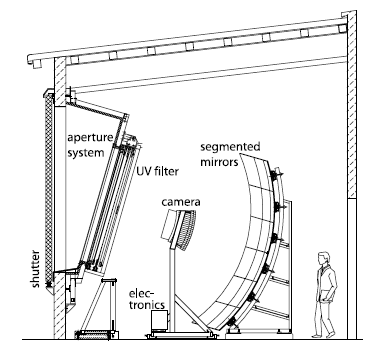 aperture
system
UV filter
segmented
mirrors
camera
shutter
elec-
tronics